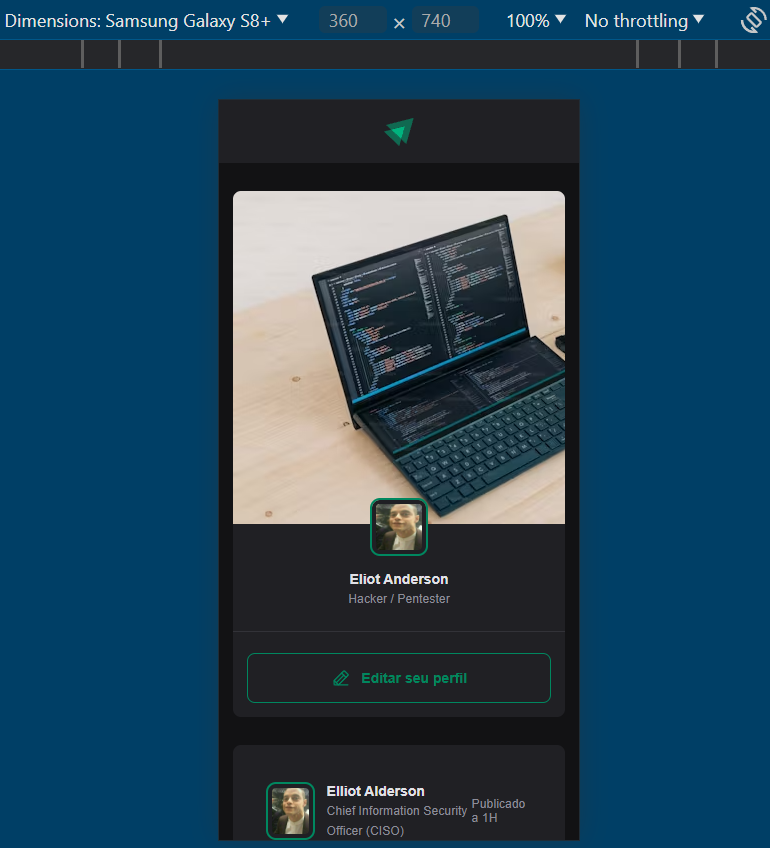 Dimensions: Samsung Galaxy S8+ 360 × 740 100% No throttling
Eliot Anderson
Hacker / Pentester
Editar seu perfil
Elliot Alderson
Chief Information Security
Officer (CISO)
Publicado
a 1H